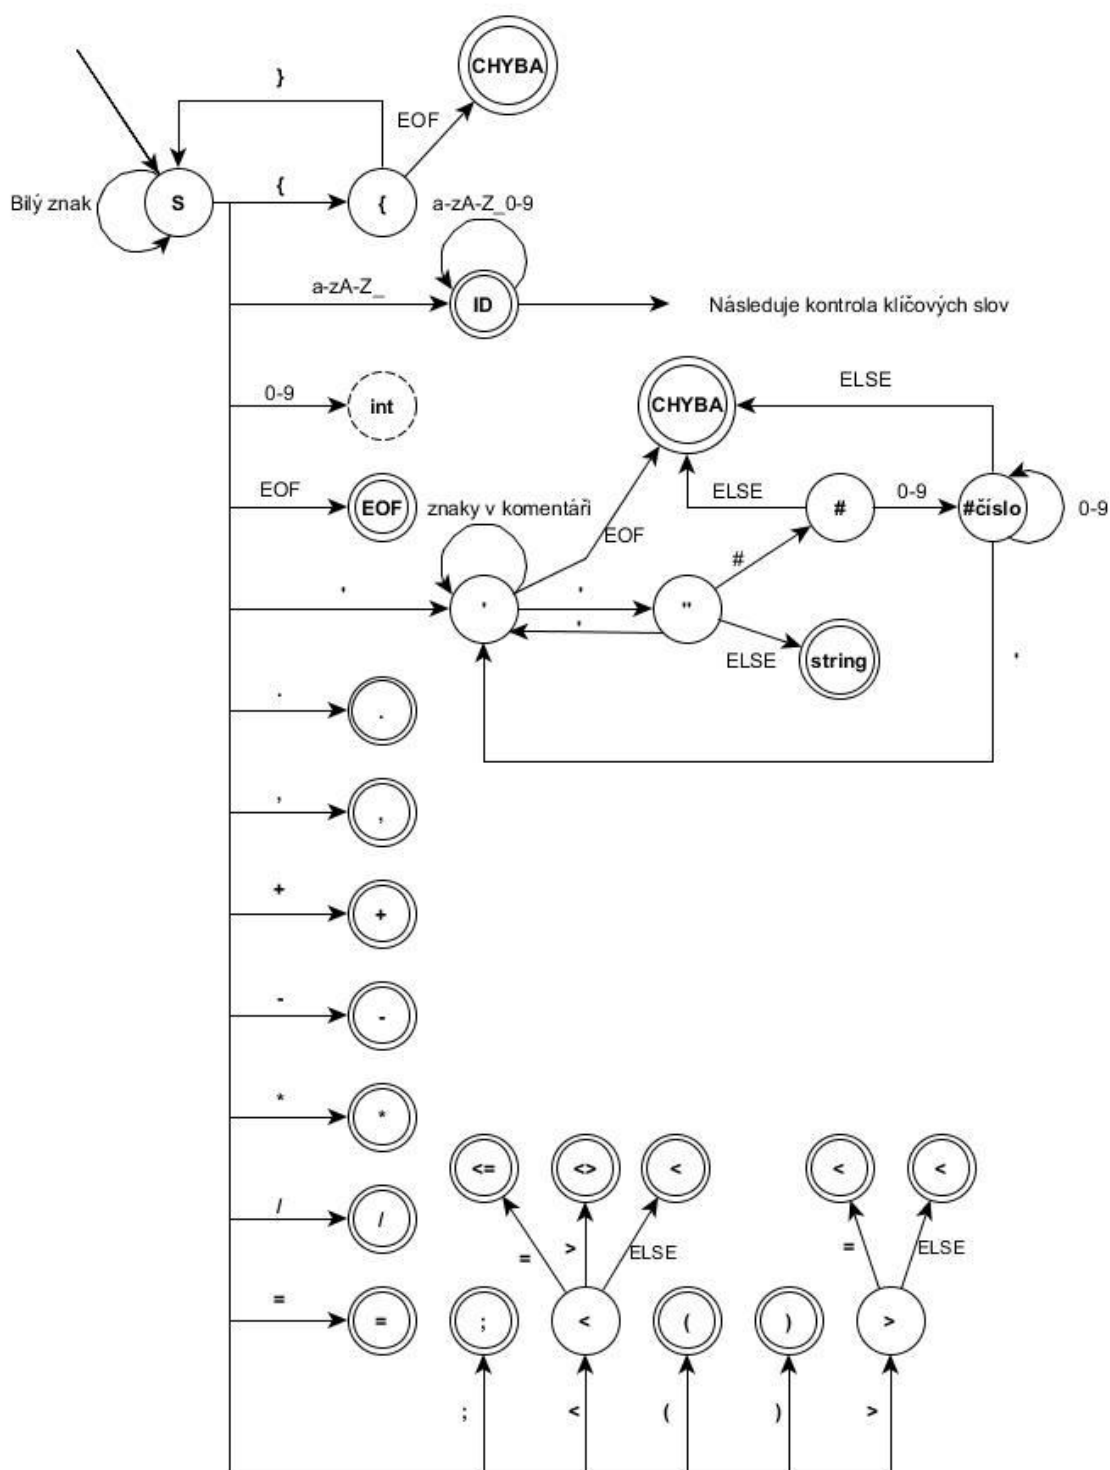 CHYBA
}
EOF
Bilý znak
S
{
{
a-zA-Z_0-9
a-zA-Z_
ID
Následuje kontrola klíčových slov
0-9
int
CHYBA
ELSE
EOF
EOF
znaky v komentáři
ELSE
#
0-9
#číslo
0-9
EOF
#
'
'
'
"
'
ELSE
string
'
.
.
,
,
+
+
-
-
*
*
<=
<>
<
<
<
/
/
=
>
ELSE
=
ELSE
=
=
;
<
(
)
>
;
<
(
)
>